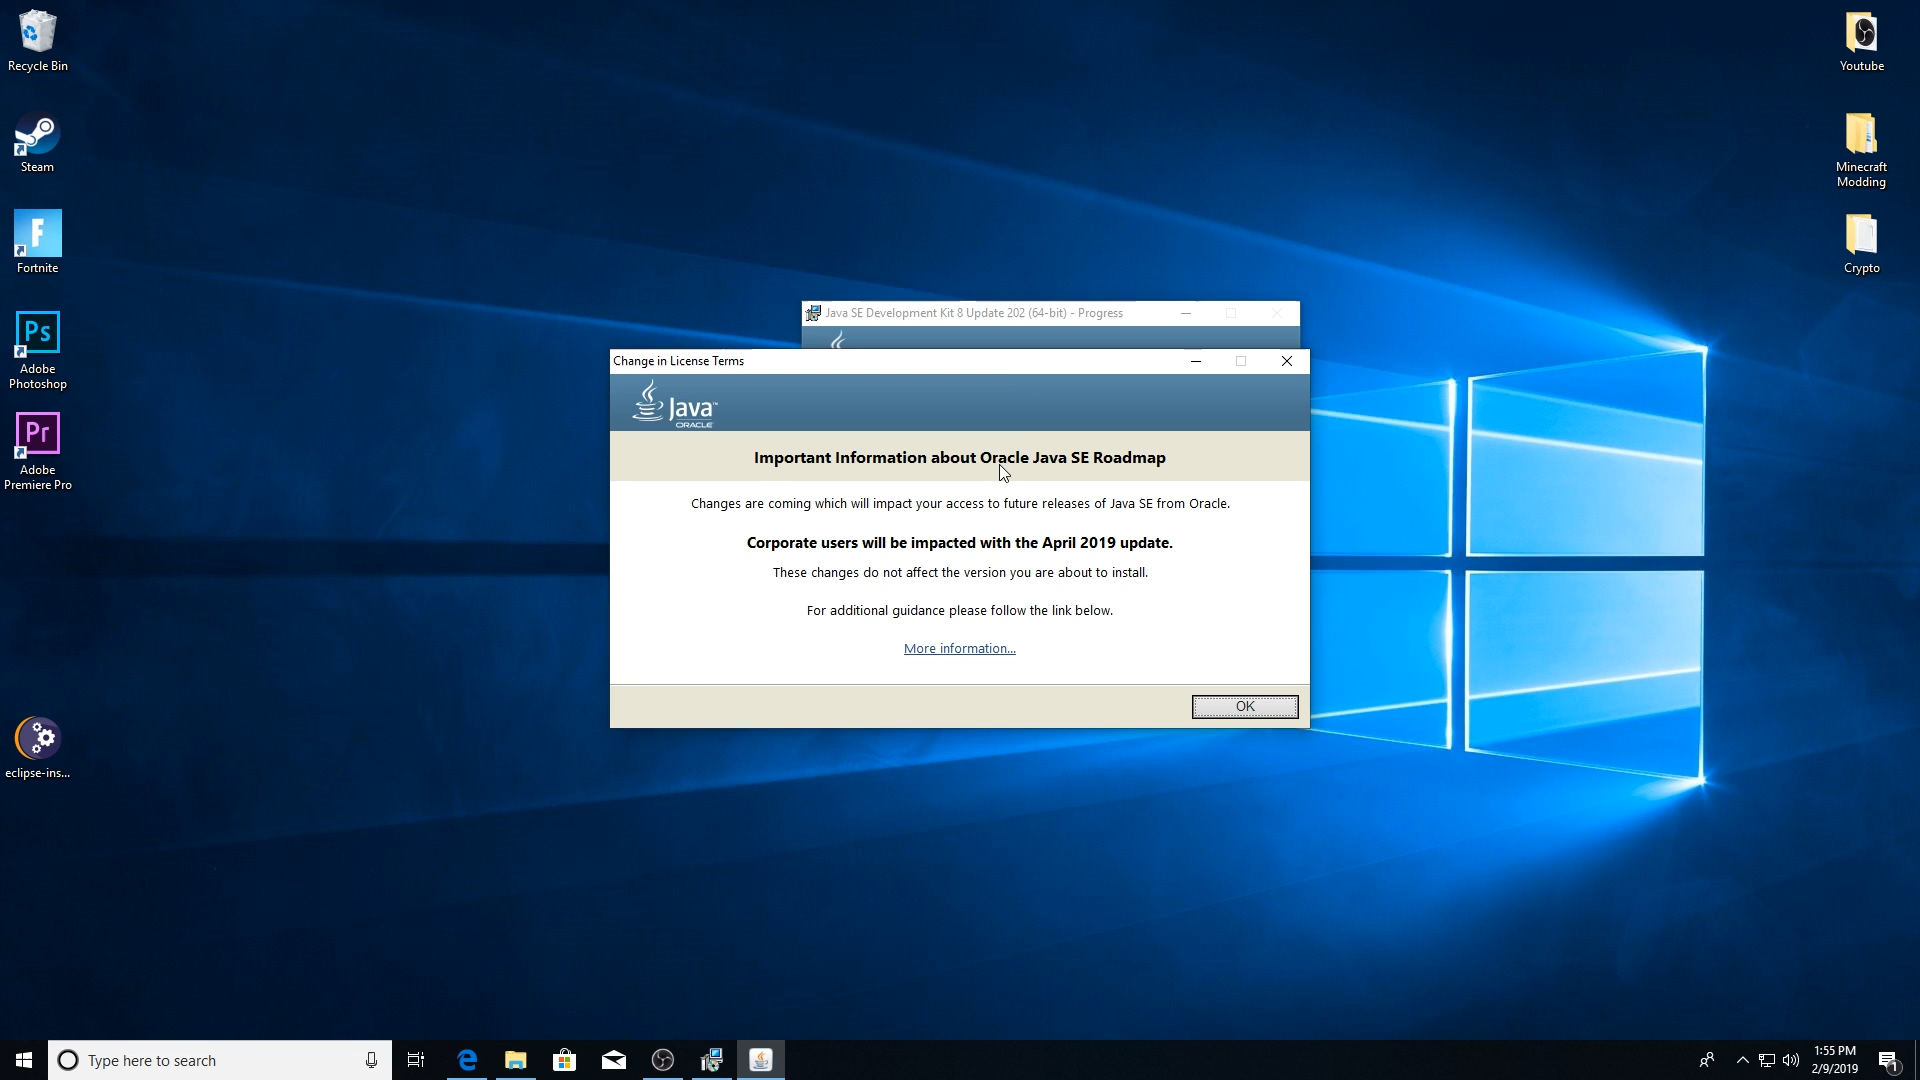 Recycle Bin
Steam
Fortnite
Ps
Adobe
Photoshop
Pr
Adobe
Premiere Pro
eclipse-ins...
Youtube
Minecraft
Modding
Crypto
Java SE Development Kit 8 Update 202 (64-bit) - Progress
Change in License Terms
Java™
ORACLE
Important Information about Oracle Java SE Roadmap
Changes are coming which will impact your access to future releases of Java SE from Oracle.
Corporate users will be impacted with the April 2019 update.
These changes do not affect the version you are about to install.
For additional guidance please follow the link below.
More information...
OK
Type here to search
1:55 PM
2/9/2019
1